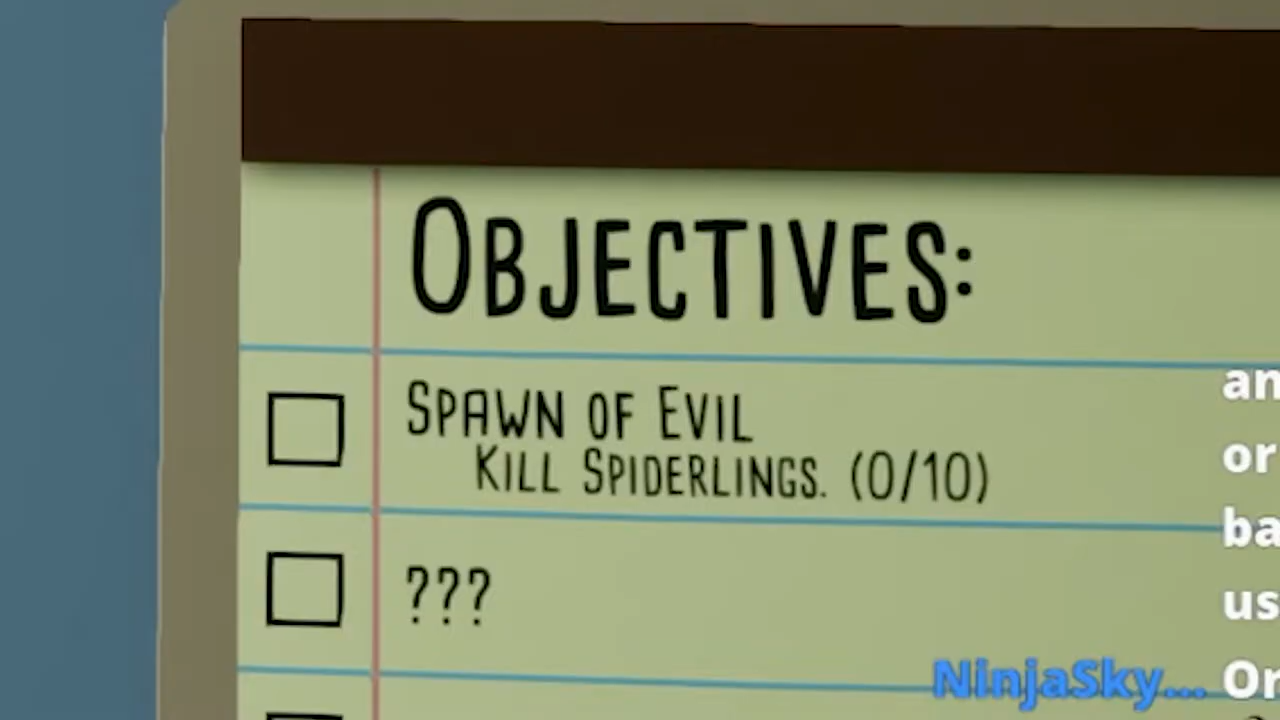 OBJECTIVES:
SPAWN OF EVIL
KILL SPIDERLINGS. (0/10)
???
an
or
ba
us
NinjaSky... Or